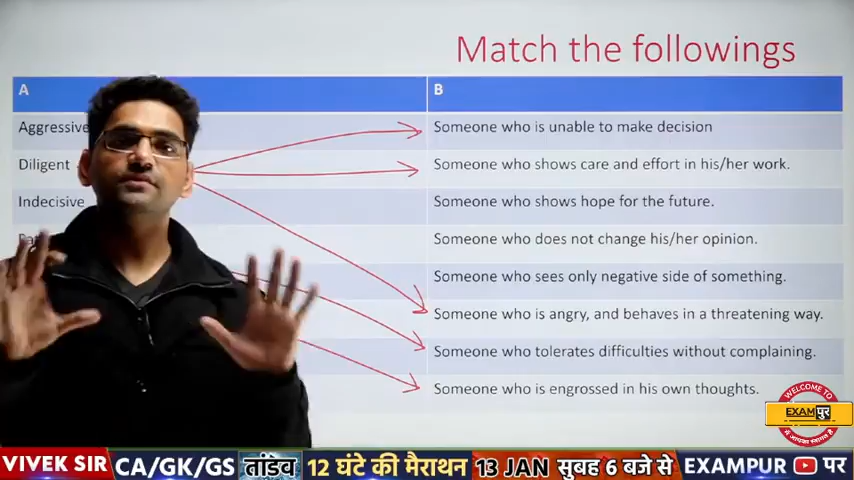 Match the followings
A
B
Aggressive
Someone who is unable to make decision
Diligent
Someone who shows care and effort in his/her work.
Indecisive
Someone who shows hope for the future.
Someone who does not change his/her opinion.
Someone who sees only negative side of something.
Someone who is angry, and behaves in a threatening way.
Someone who tolerates difficulties without complaining.
Someone who is engrossed in his own thoughts.
WELCOME TO
EXAMपुर
में आपका स्वागत है
VIVEK SIR CA/GK/GS तांडव 12 घंटे की मैराथन 13 JAN सुबह 6 बजे से EXAMPUR पर